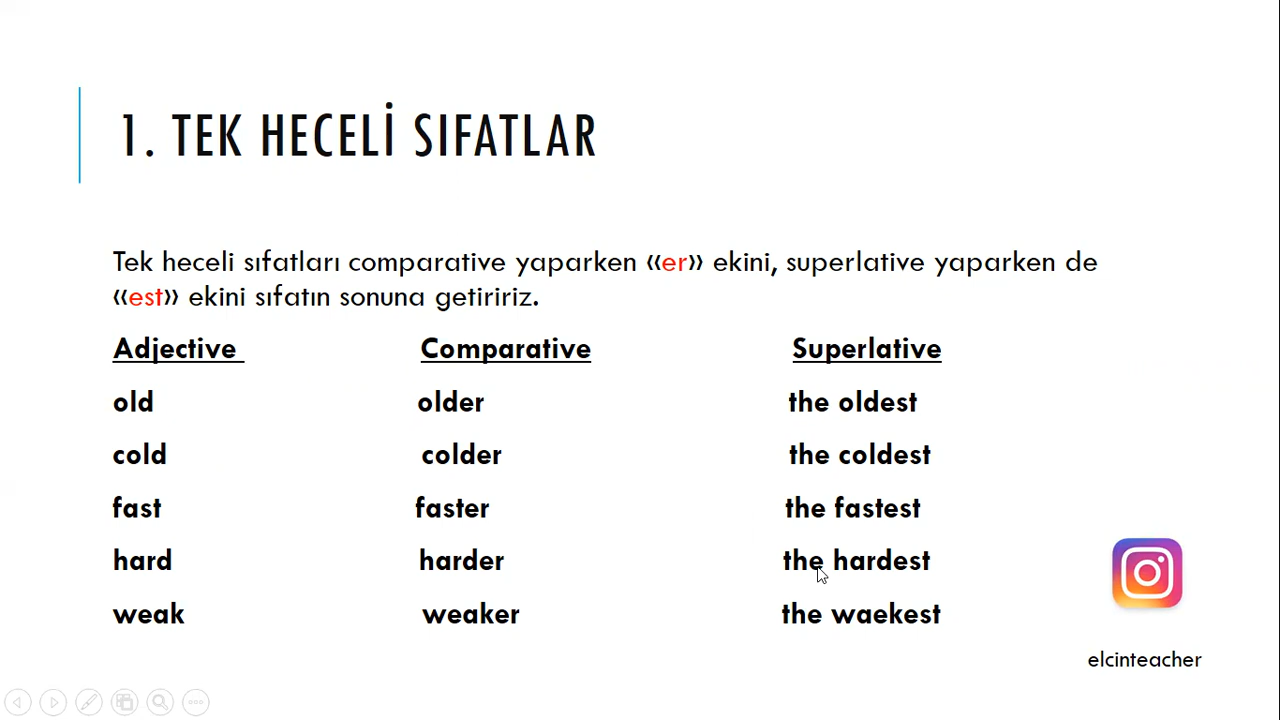 1. TEK HECELİ SIFATLAR
Tek heceli sıfatları comparative yaparken «er» ekini, superlative yaparken de
«est» ekini sıfatın sonuna getiririz.
Adjective Comparative Superlative
old older the oldest
cold colder the coldest
fast faster the fastest
hard harder the hardest
weak weaker the waekest
elcinteacher